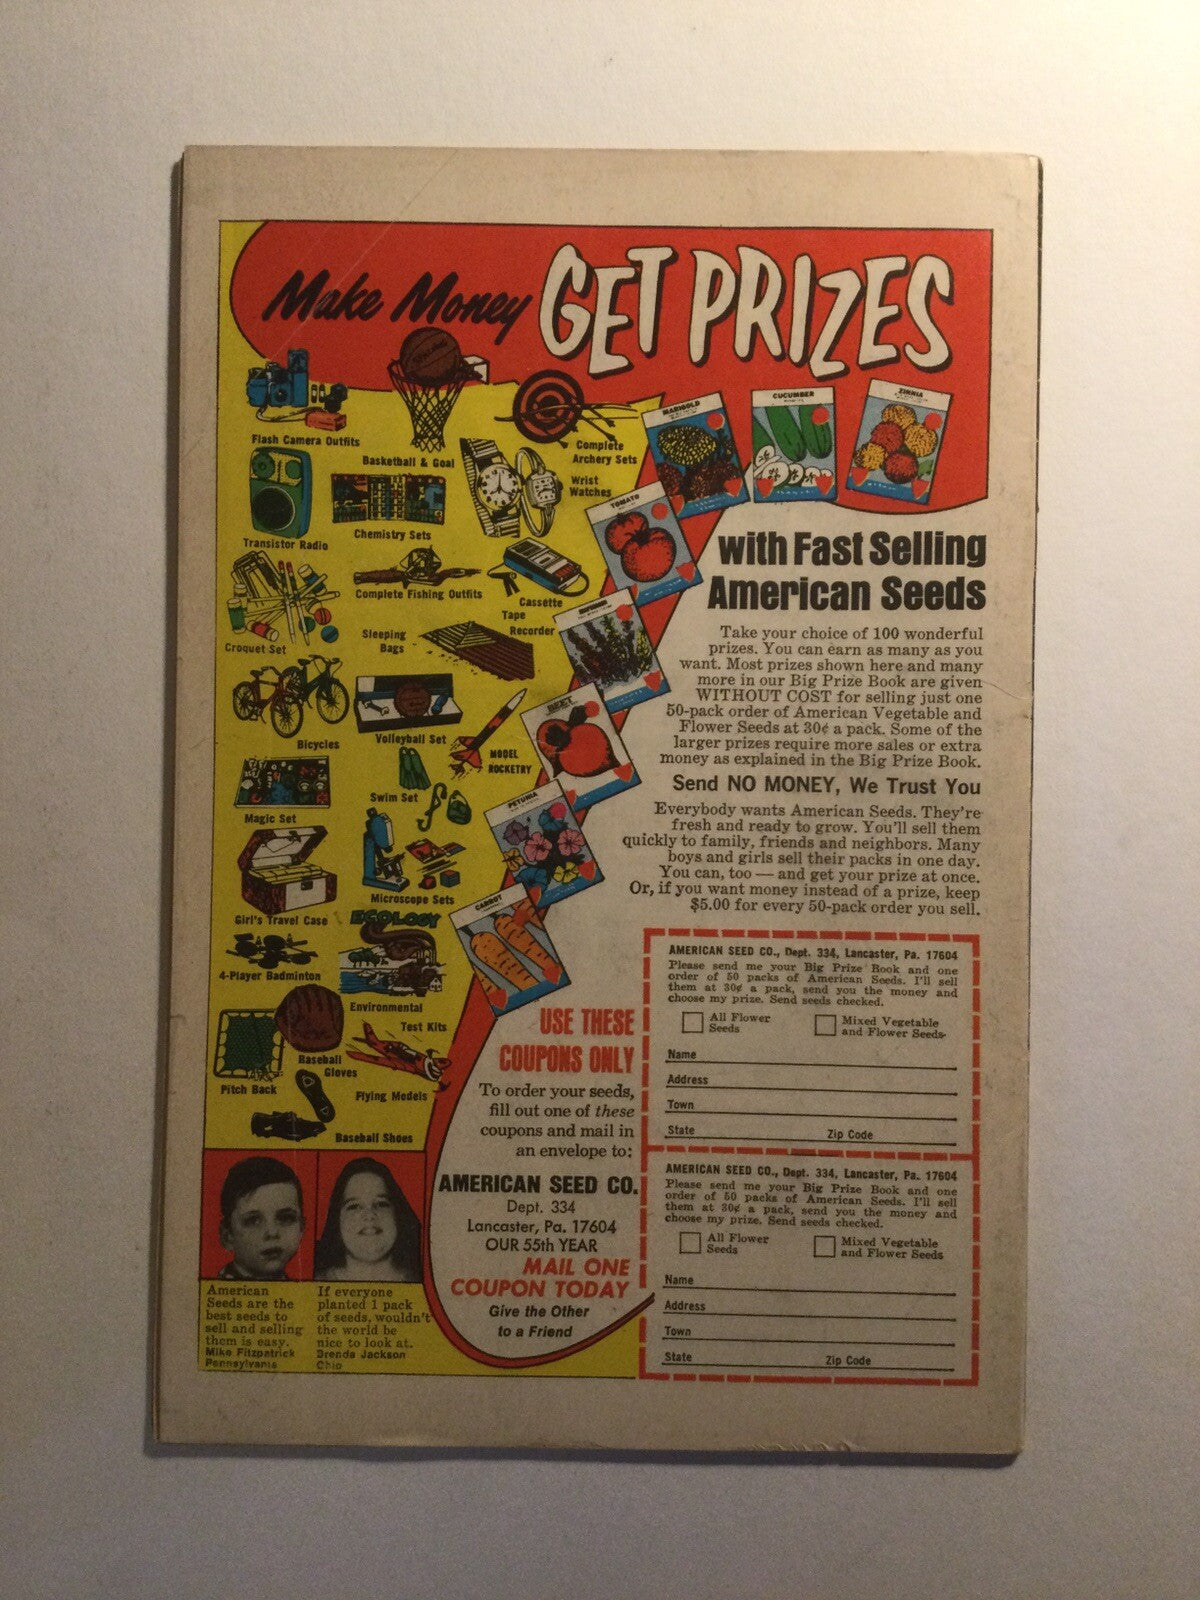 Make Money GET PRIZES
Flash Camera Outfits
Basketball & Goal
Complete
Archery Sets
Wrist
Watches
Transistor Radio
Chemistry Sets
Complete Fishing Outfits
Cassette
Tape
Recorder
Croquet Set
Sleeping
Bags
Bicycles
Volleyball Set
MODEL
ROCKETRY
Magic Set
Swim Set
Girl's Travel Case
Microscope Sets
4-Player Badminton
ECOLOGY
Environmental
Test Kits
Pitch Back
Baseball
Gloves
Flying Models
Baseball Shoes
MARIGOLD
CUCUMBER
ZINNIA
TOMATO
BEET
PETUNIA
CARROT
with Fast Selling
American Seeds
Take your choice of 100 wonderful
prizes. You can earn as many as you
want. Most prizes shown here and many
more in our Big Prize Book are given
WITHOUT COST for selling just one
50-pack order of American Vegetable and
Flower Seeds at 30¢ a pack. Some of the
larger prizes require more sales or extra
money as explained in the Big Prize Book.
Send NO MONEY, We Trust You
Everybody wants American Seeds. They're
fresh and ready to grow. You'll sell them
quickly to family, friends and neighbors. Many
boys and girls sell their packs in one day.
You can, too — and get your prize at once.
Or, if you want money instead of a prize, keep
$5.00 for every 50-pack order you sell.
USE THESE
COUPONS ONLY
To order your seeds,
fill out one of these
coupons and mail in
an envelope to:
AMERICAN SEED CO.
Dept. 334
Lancaster, Pa. 17604
OUR 55th YEAR
MAIL ONE
COUPON TODAY
Give the Other
to a Friend
AMERICAN SEED CO., Dept. 334, Lancaster, Pa. 17604
Please send me your Big Prize Book and one
order of 50 packs of American Seeds. I'll sell
them at 30¢ a pack, send you the money and
choose my prize. Send seeds checked.
All Flower
Seeds
Mixed Vegetable
and Flower Seeds
Name
Address
Town
State Zip Code
AMERICAN SEED CO., Dept. 334, Lancaster, Pa. 17604
Please send me your Big Prize Book and one
order of 50 packs of American Seeds. I'll sell
them at 30¢ a pack, send you the money and
choose my prize. Send seeds checked.
All Flower
Seeds
Mixed Vegetable
and Flower Seeds
Name
Address
Town
State Zip Code
American
Seeds are the
best seeds to
sell and selling
them is easy.
Mike Fitzpatrick
Pennsylvania
If everyone
planted 1 pack
of seeds, wouldn't
the world be
nice to look at.
Brenda Jackson
Ohio